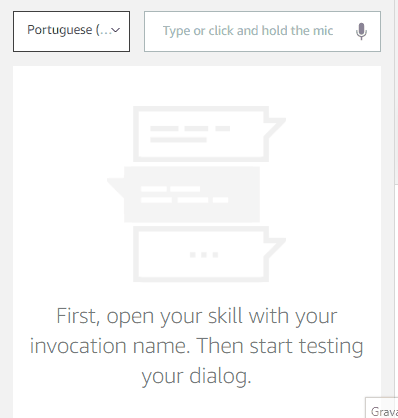 Portuguese (...
Type or click and hold the mic
First, open your skill with your
invocation name. Then start testing
your dialog.
Grava